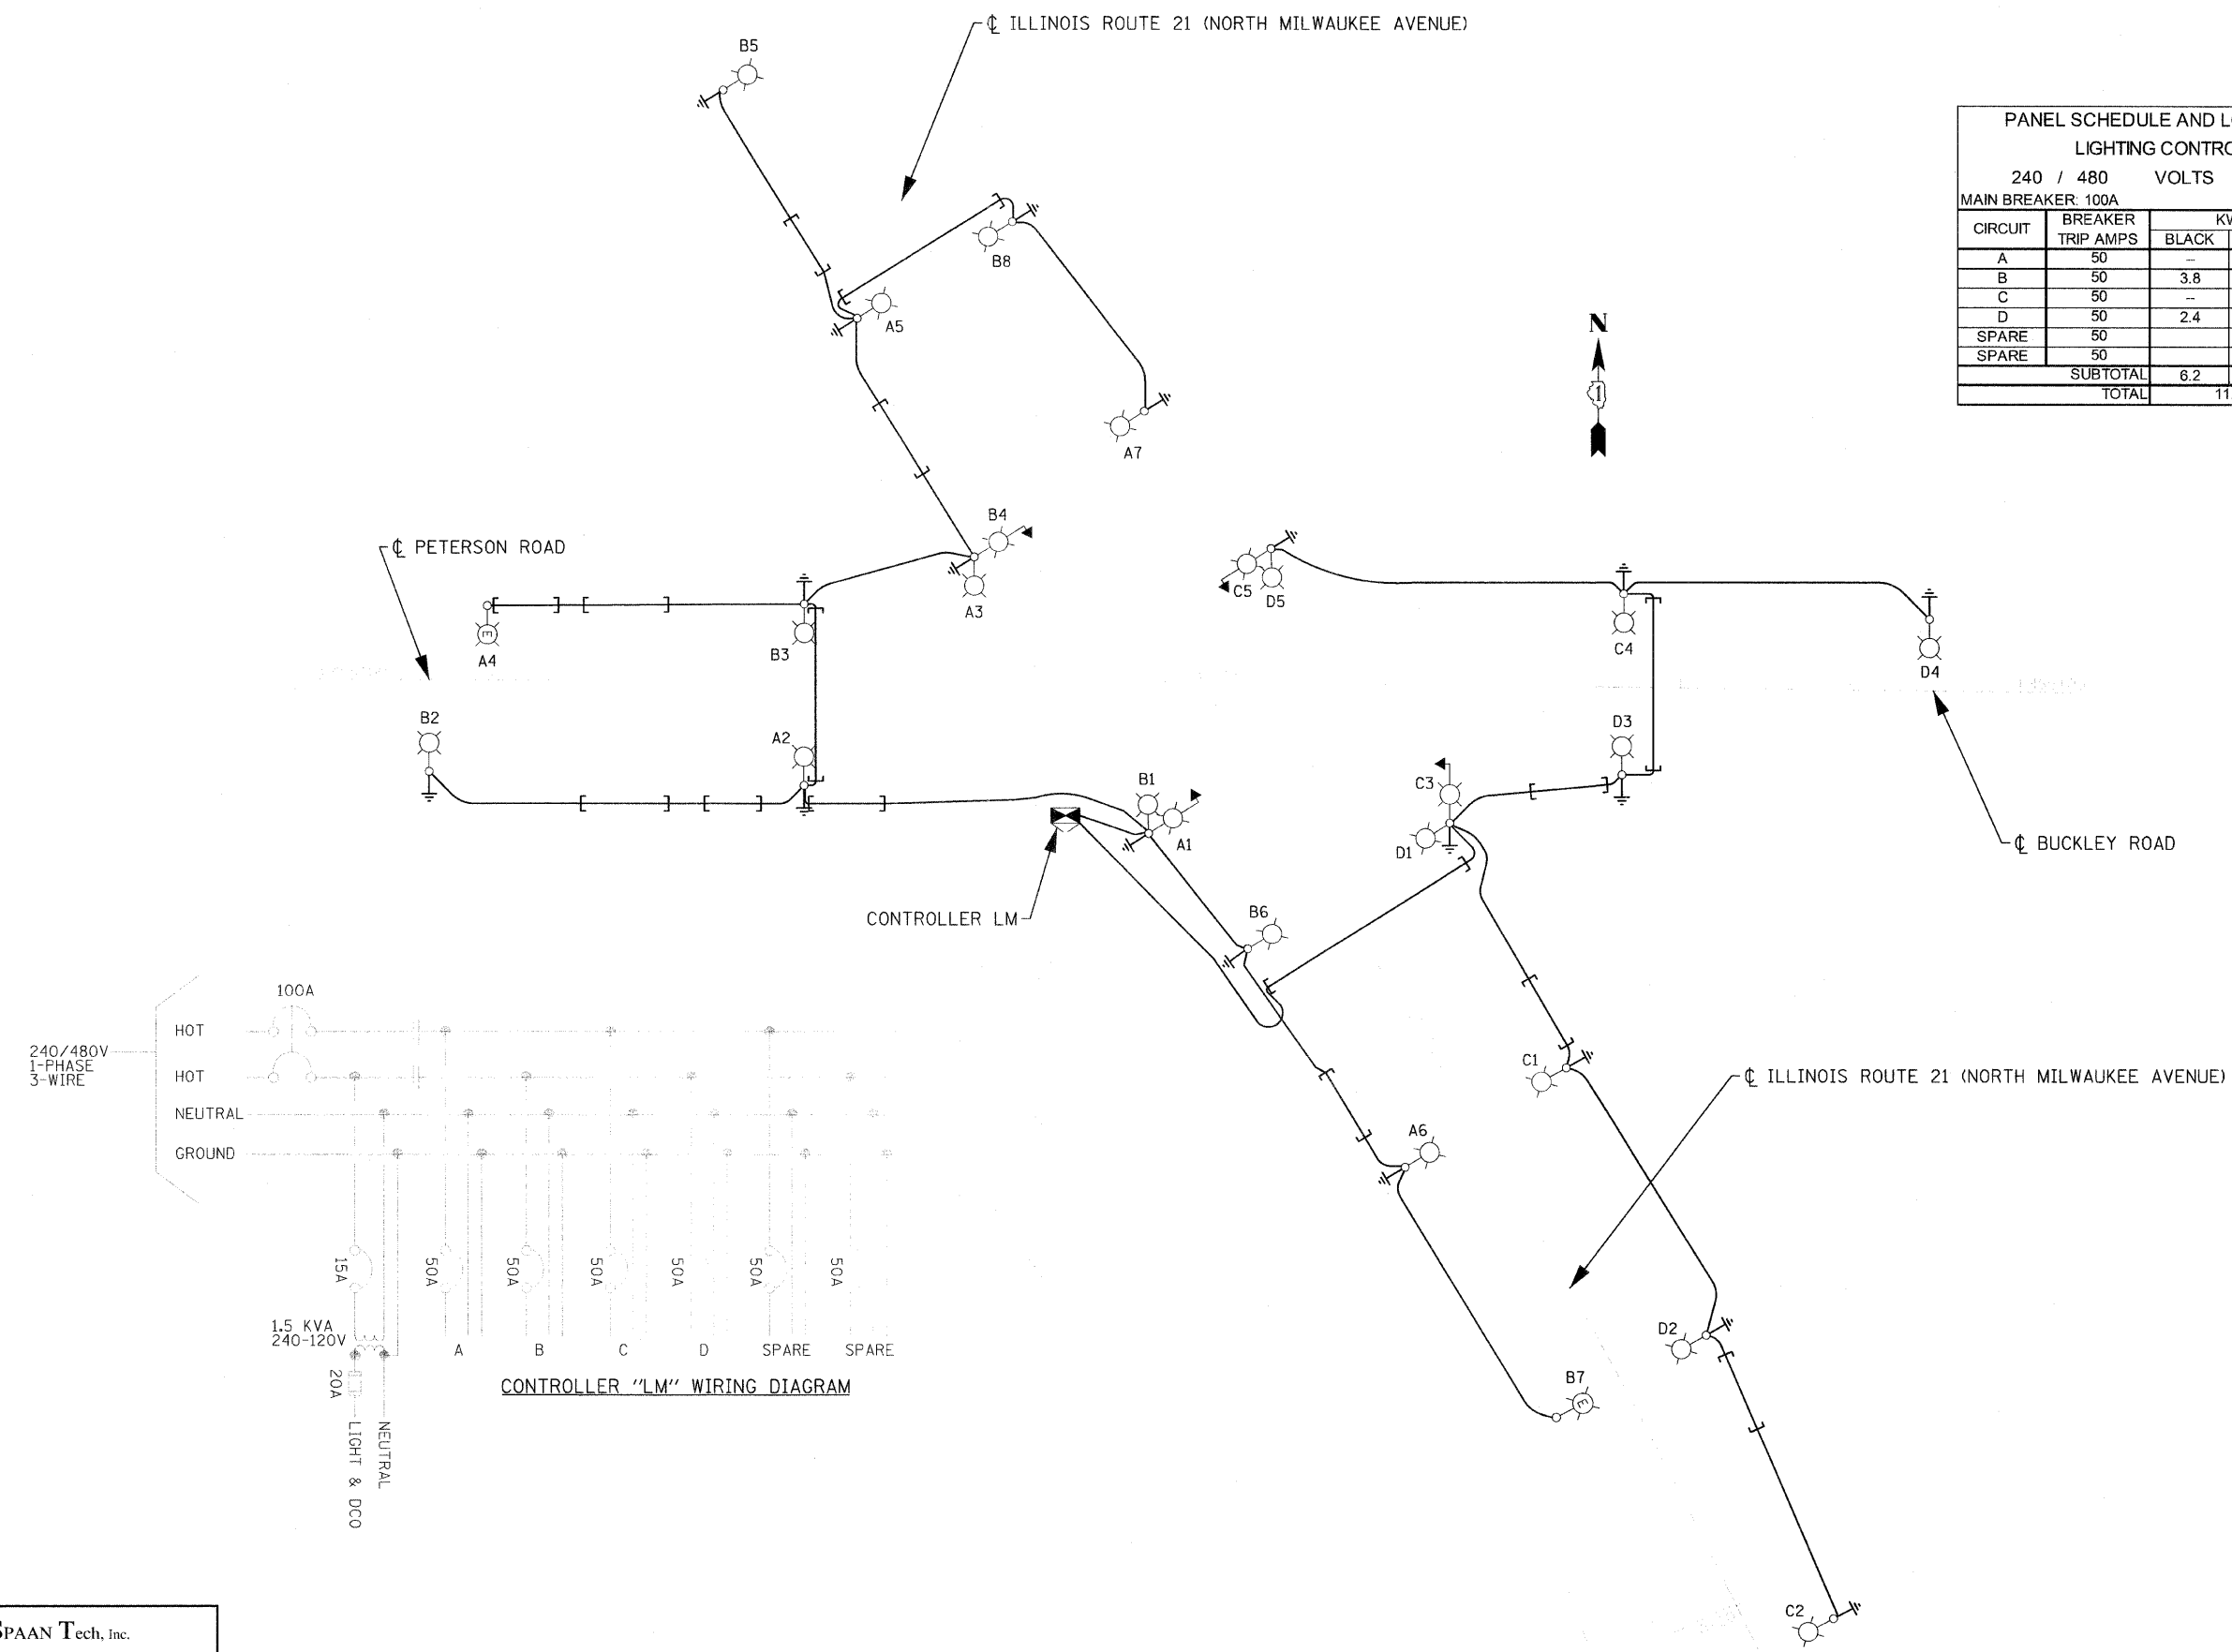 ℄ ILLINOIS ROUTE 21 (NORTH MILWAUKEE AVENUE)
B5
B8
A5
A7
N
1
PANEL SCHEDULE AND
LIGHTING
240 / 480 VOLTS
MAIN BREAKER: 100A
CIRCUIT BREAKER TRIP AMPS BLACK
A 50 --
B 50 3.8
C 50 --
D 50 2.4
SPARE 50
SPARE 50
SUBTOTAL 6.2
TOTAL 11.
℄ PETERSON ROAD
B4
A3
A4
B3
B2
A2
C5
D5
C4
D4
D3
C3
D1
B1
A1
℄ BUCKLEY ROAD
CONTROLLER LM
B6
C1
℄ ILLINOIS ROUTE 21 (NORTH MILWAUKEE AVENUE)
A6
D2
B7
C2
E
E
100A
240/480V
1-PHASE
3-WIRE
HOT
HOT
NEUTRAL
GROUND
15A
50A
50A
50A
50A
50A
50A
1.5 KVA
240-120V
A B C D SPARE SPARE
20A
LIGHT & DCO
NEUTRAL
CONTROLLER "LM" WIRING DIAGRAM
SPAAN Tech, Inc.